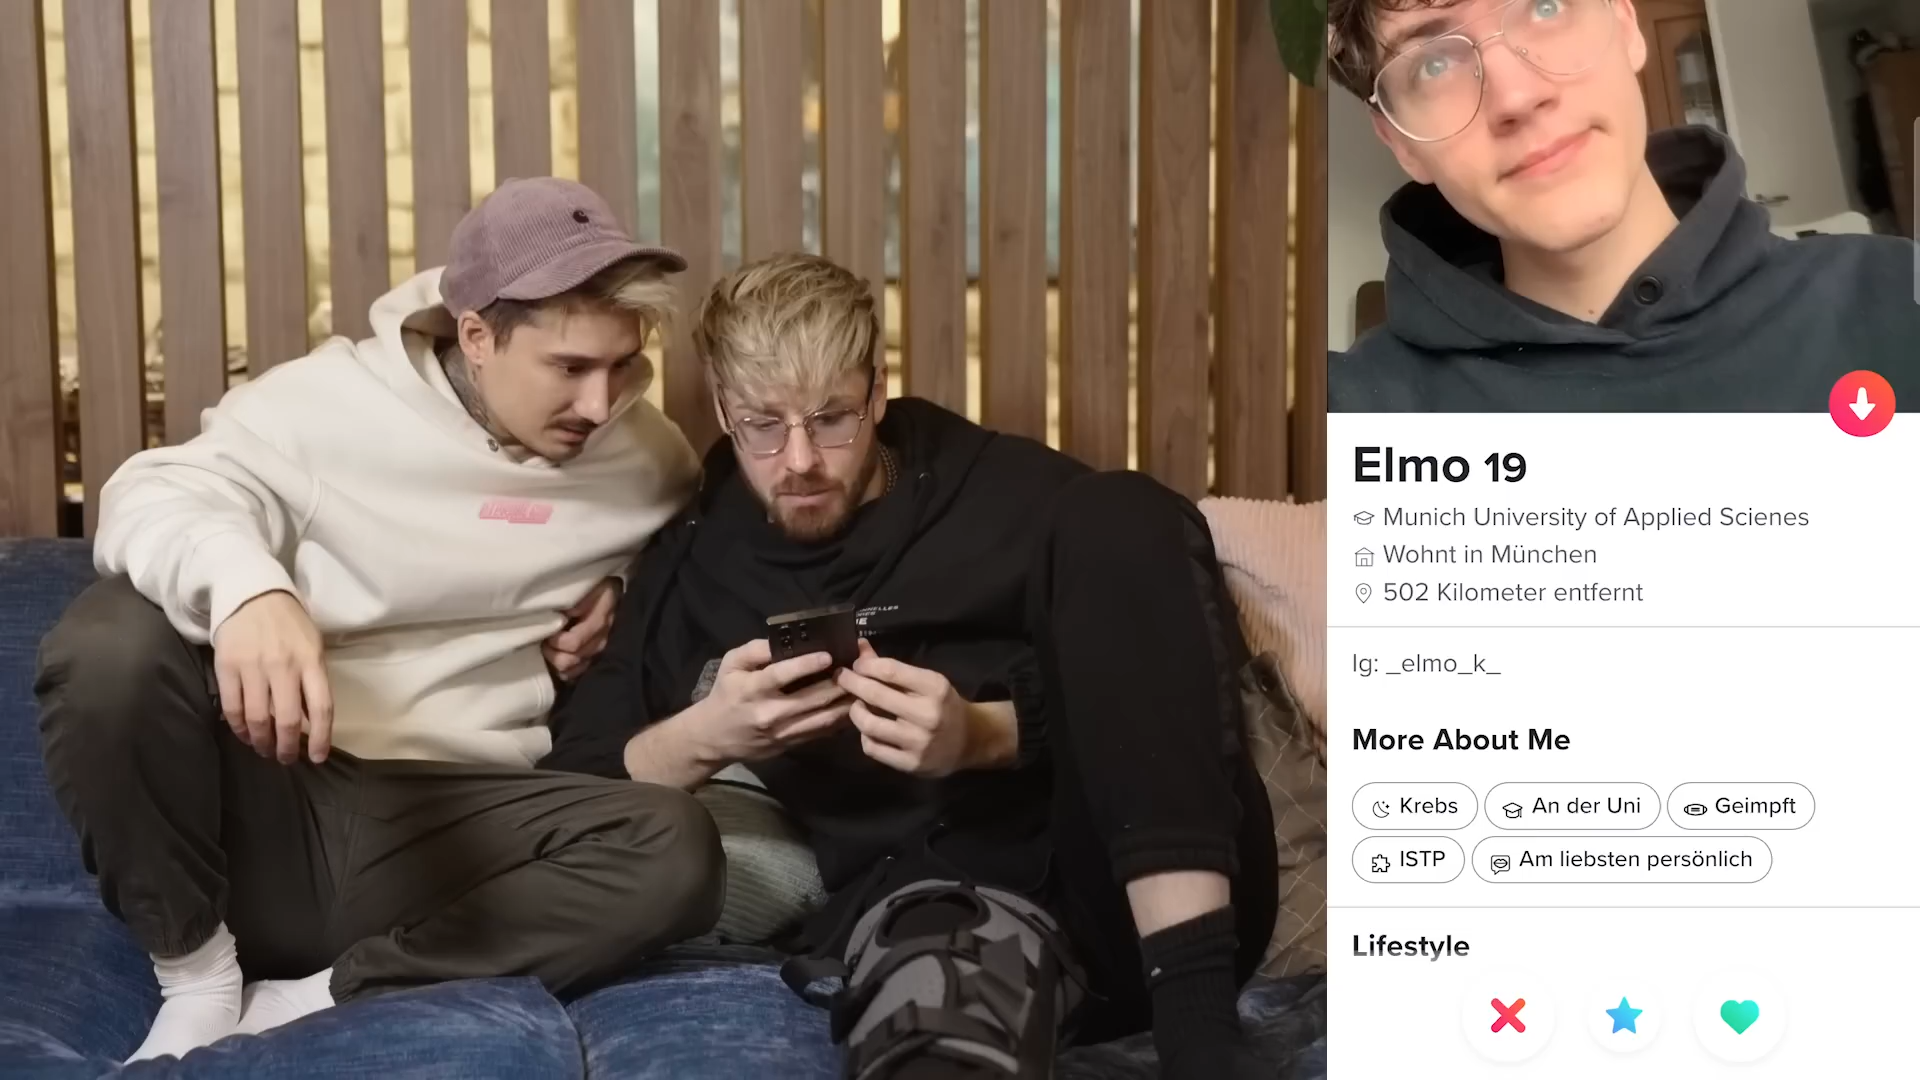 Elmo 19
Munich University of Applied Scienes
Wohnt in München
502 Kilometer entfernt
Ig: _elmo_k_
More About Me
Krebs
An der Uni
Geimpft
ISTP
Am liebsten persönlich
Lifestyle